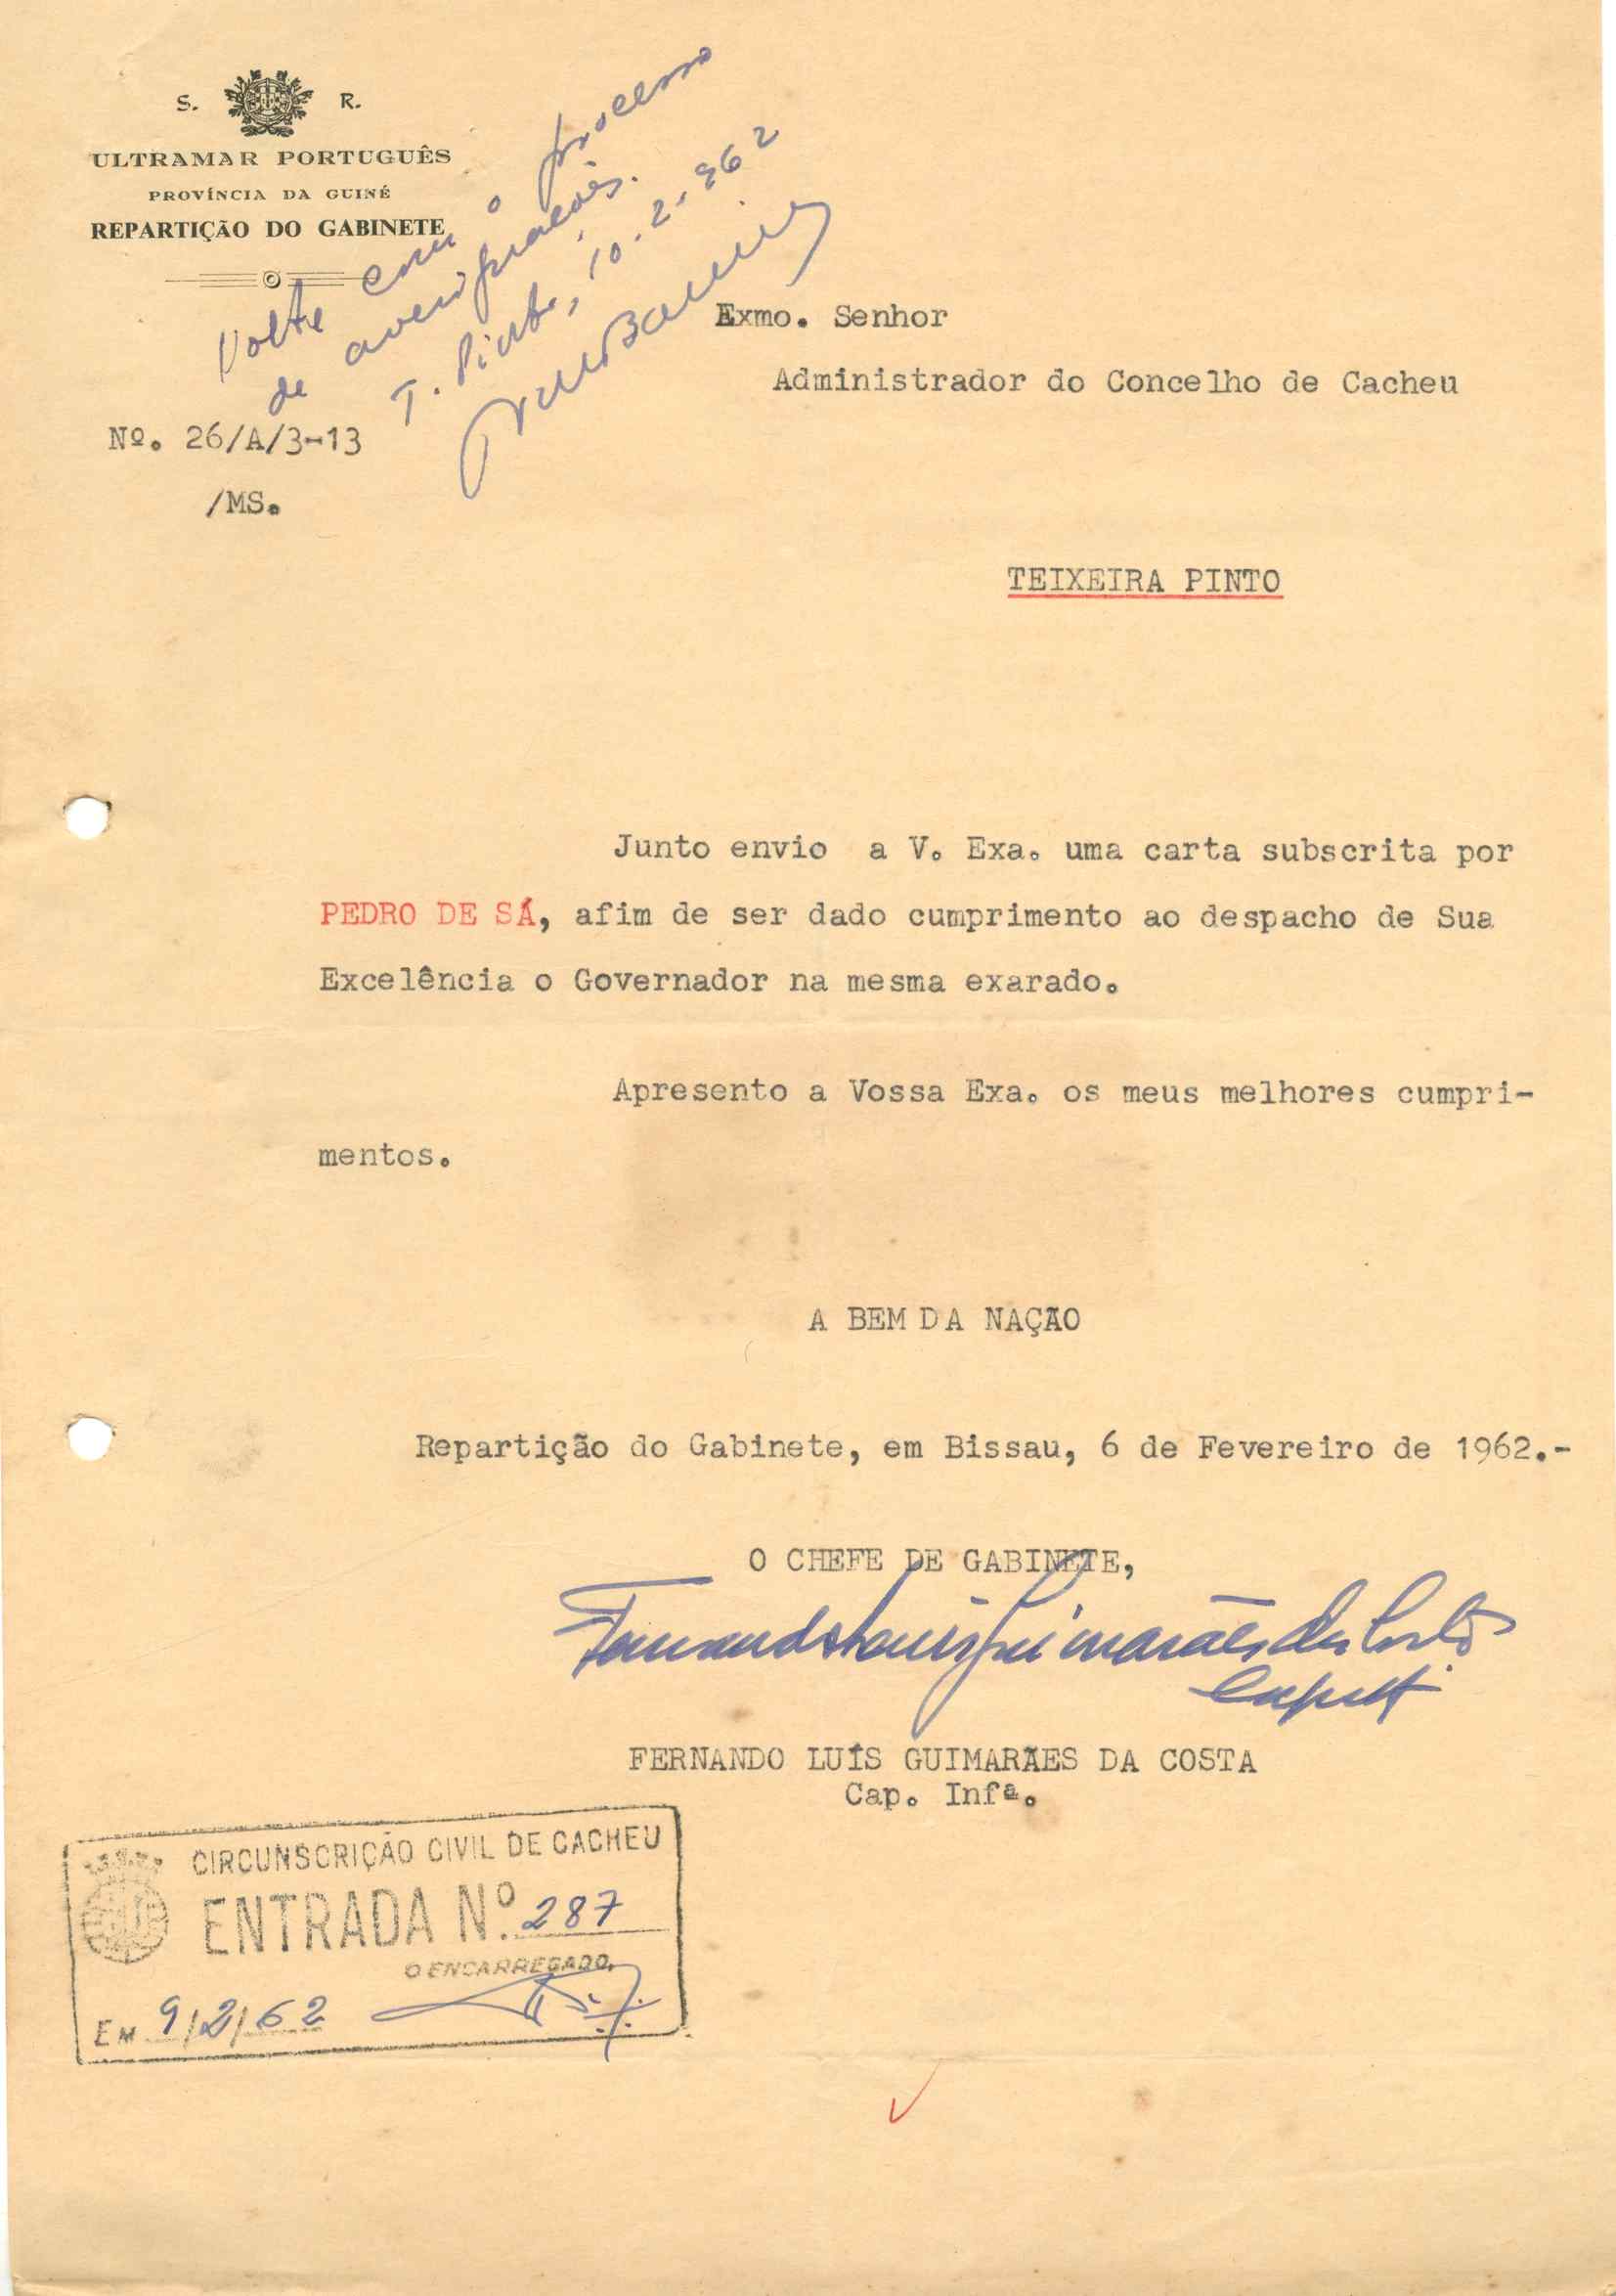 S. R.
ULTRAMAR PORTUGUÊS
PROVÍNCIA DA GUINÉ
REPARTIÇÃO DO GABINETE
Volte com o processo
de averiguações.
T. Pinto, 10-2-962
Exmo. Senhor
Administrador do Concelho de Cacheu
Nº. 26/A/3-13
/MS.
TEIXEIRA PINTO
Junto envio a V. Exa. uma carta subscrita por
PEDRO DE SÁ, afim de ser dado cumprimento ao despacho de Sua
Excelência o Governador na mesma exarado.
Apresento a Vossa Exa. os meus melhores cumpri-
mentos.
A BEM DA NAÇÃO
Repartição do Gabinete, em Bissau, 6 de Fevereiro de 1962.-
O CHEFE DE GABINETE,
Fernando Luís Guimarães da Costa
FERNANDO LUÍS GUIMARÃES DA COSTA
Cap. Infª.
CIRCUNSCRIÇÃO CIVIL DE CACHEU
ENTRADA Nº. 287
O ENCARREGADO,
EM 9/2/62